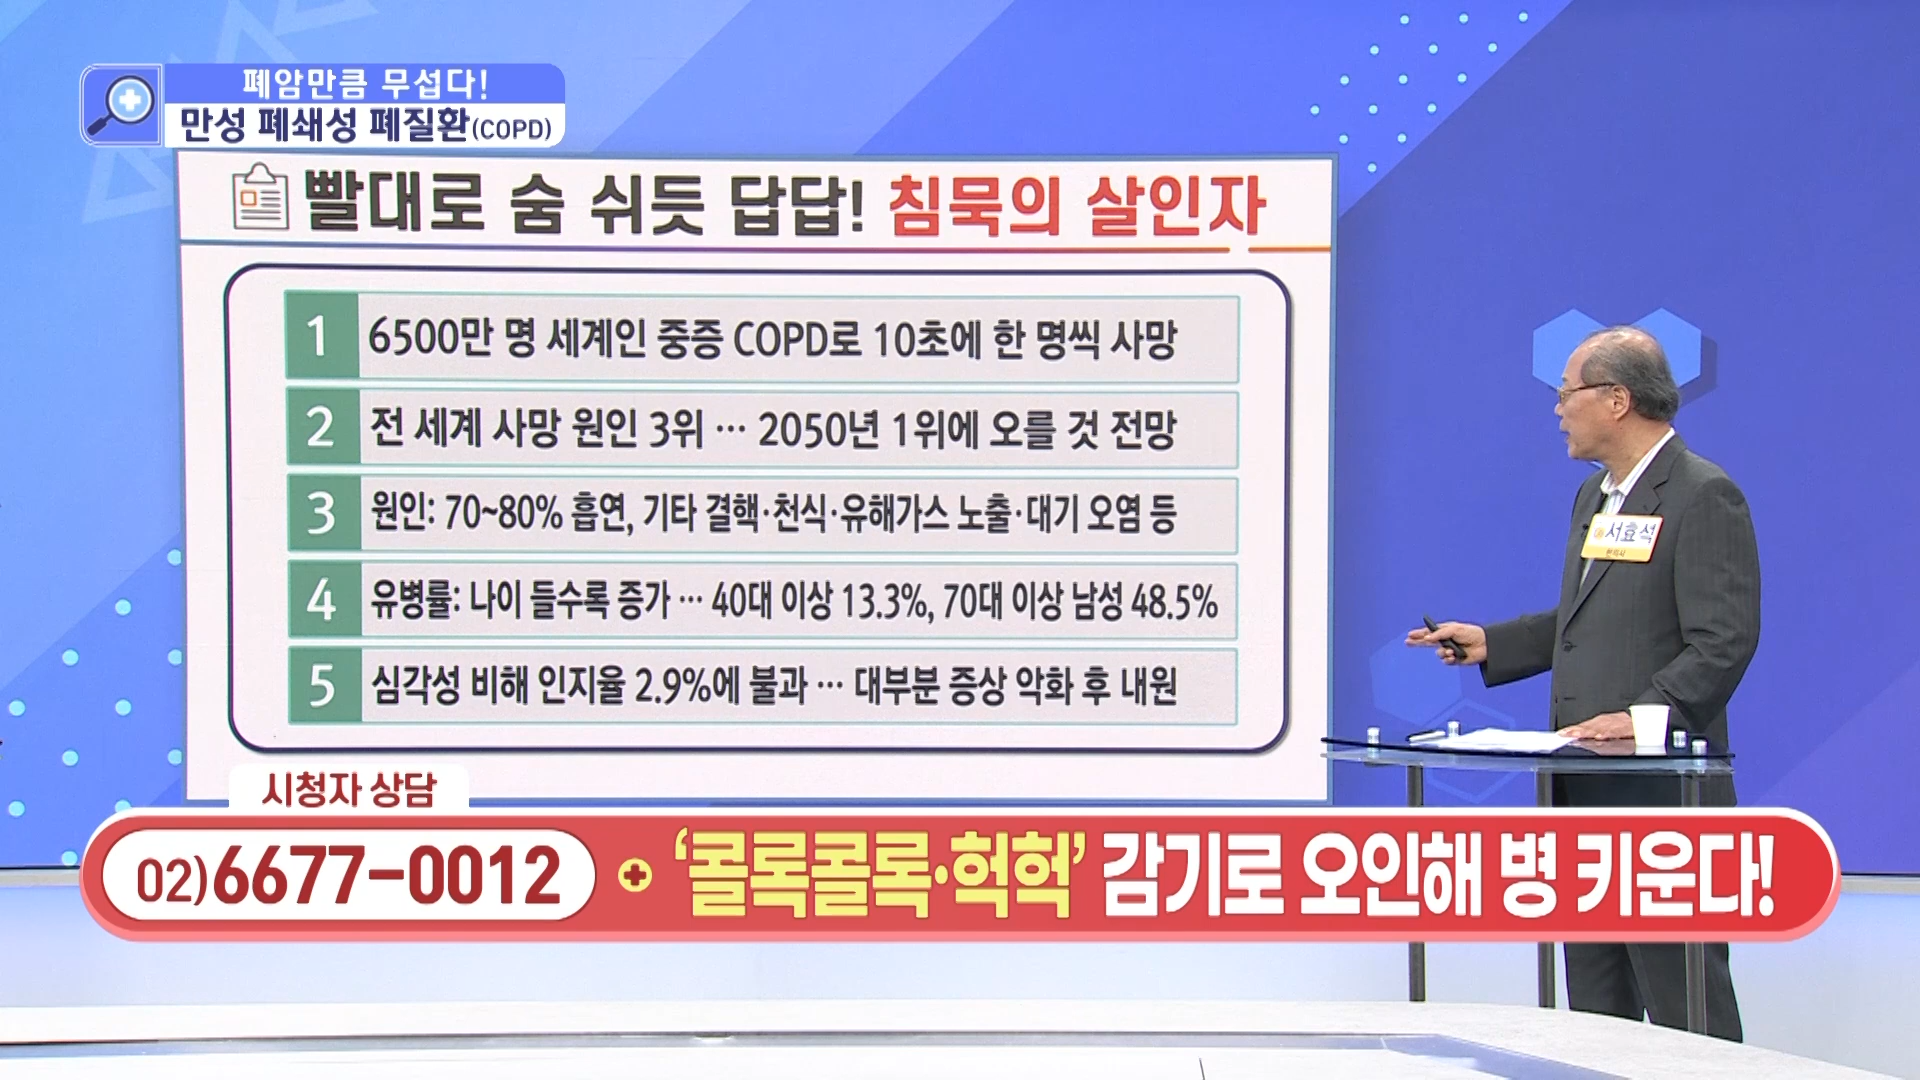 폐암만큼 무섭다!
만성 폐쇄성 폐질환(COPD)
빨대로 숨 쉬듯 답답! 침묵의 살인자
1 6500만 명 세계인 중증 COPD로 10초에 한 명씩 사망
2 전 세계 사망 원인 3위 … 2050년 1위에 오를 것 전망
3 원인: 70~80% 흡연, 기타 결핵·천식·유해가스 노출·대기 오염 등
4 유병률: 나이 들수록 증가 … 40대 이상 13.3%, 70대 이상 남성 48.5%
5 심각성 비해 인지율 2.9%에 불과 … 대부분 증상 악화 후 내원
서효석
한의사
시청자 상담
02)6677-0012 '콜록콜록·헉헉' 감기로 오인해 병 키운다!